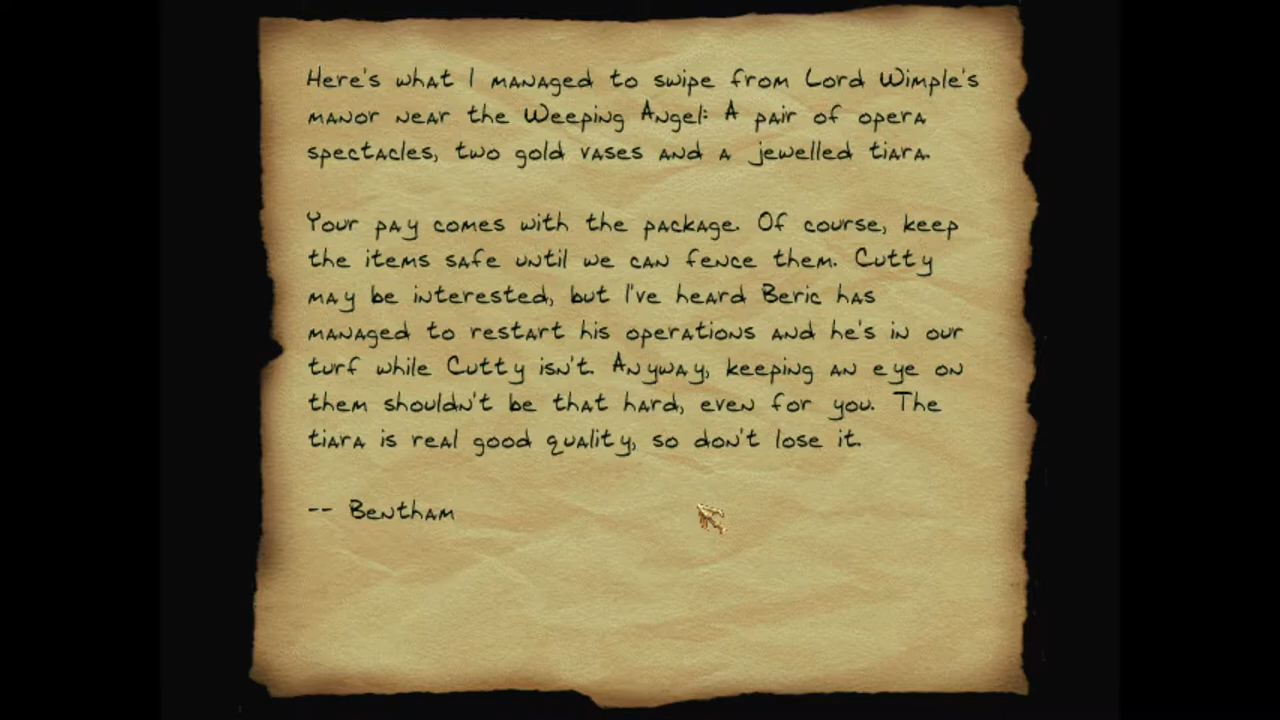 Here's what I managed to swipe from Lord Wimple's
manor near the Weeping Angel: A pair of opera
spectacles, two gold vases and a jewelled tiara.
Your pay comes with the package. Of course, keep
the items safe until we can fence them. Cutty
may be interested, but I've heard Beric has
managed to restart his operations and he's in our
turf while Cutty isn't. Anyway, keeping an eye on
them shouldn't be that hard, even for you. The
tiara is real good quality, so don't lose it.
-- Bentham